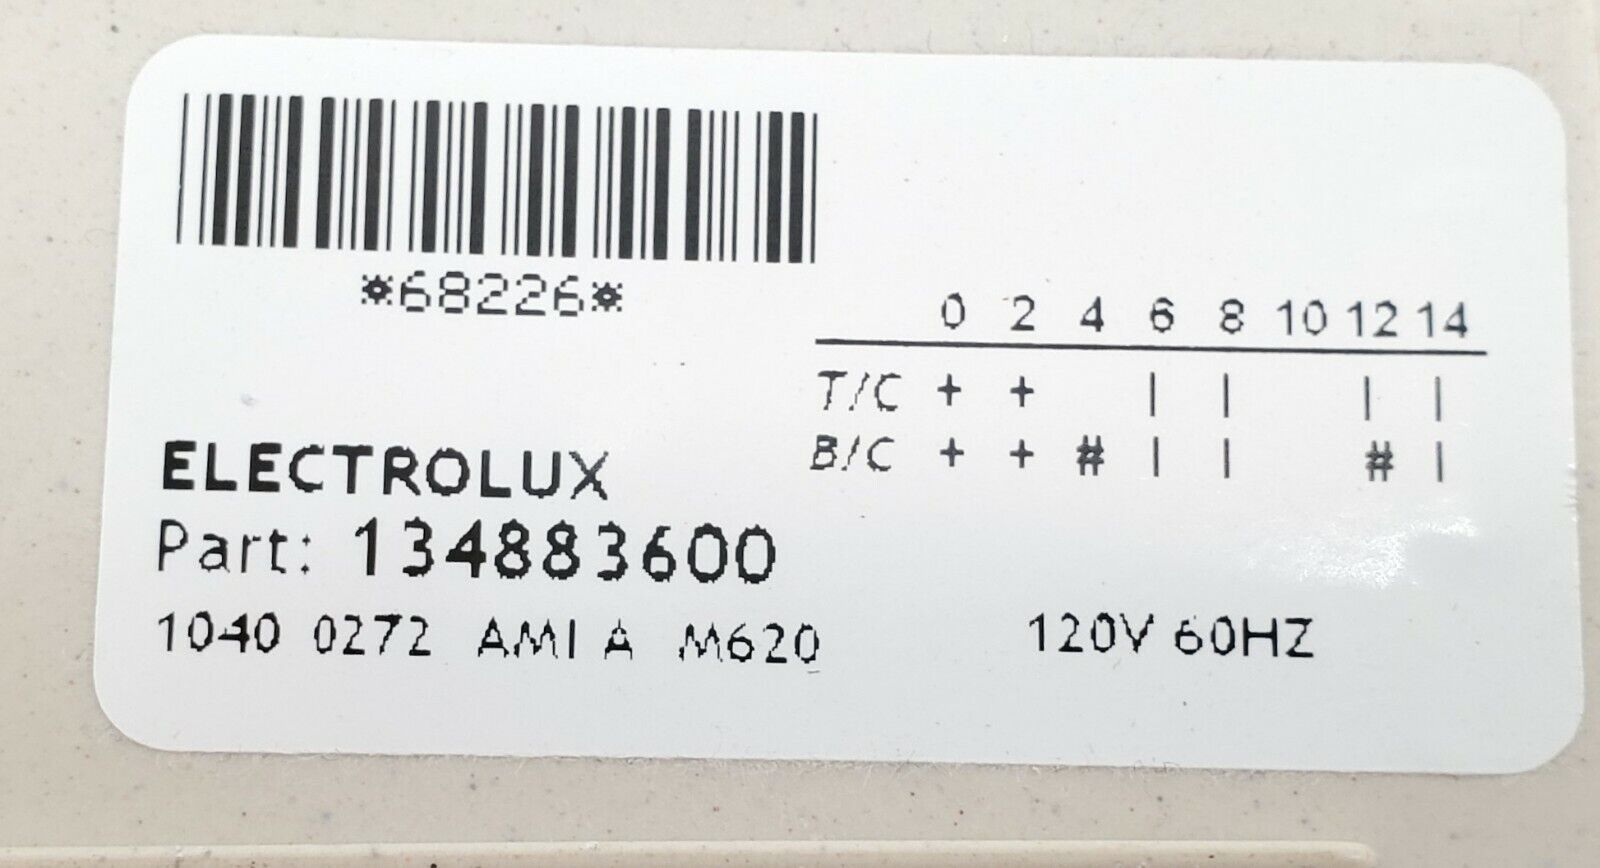 *68226*
0 2 4 6 8 10 12 14
T/C + + | | | |
B/C + + # | | # |
ELECTROLUX
Part: 134883600
1040 0272 AMI A M620 120V 60HZ